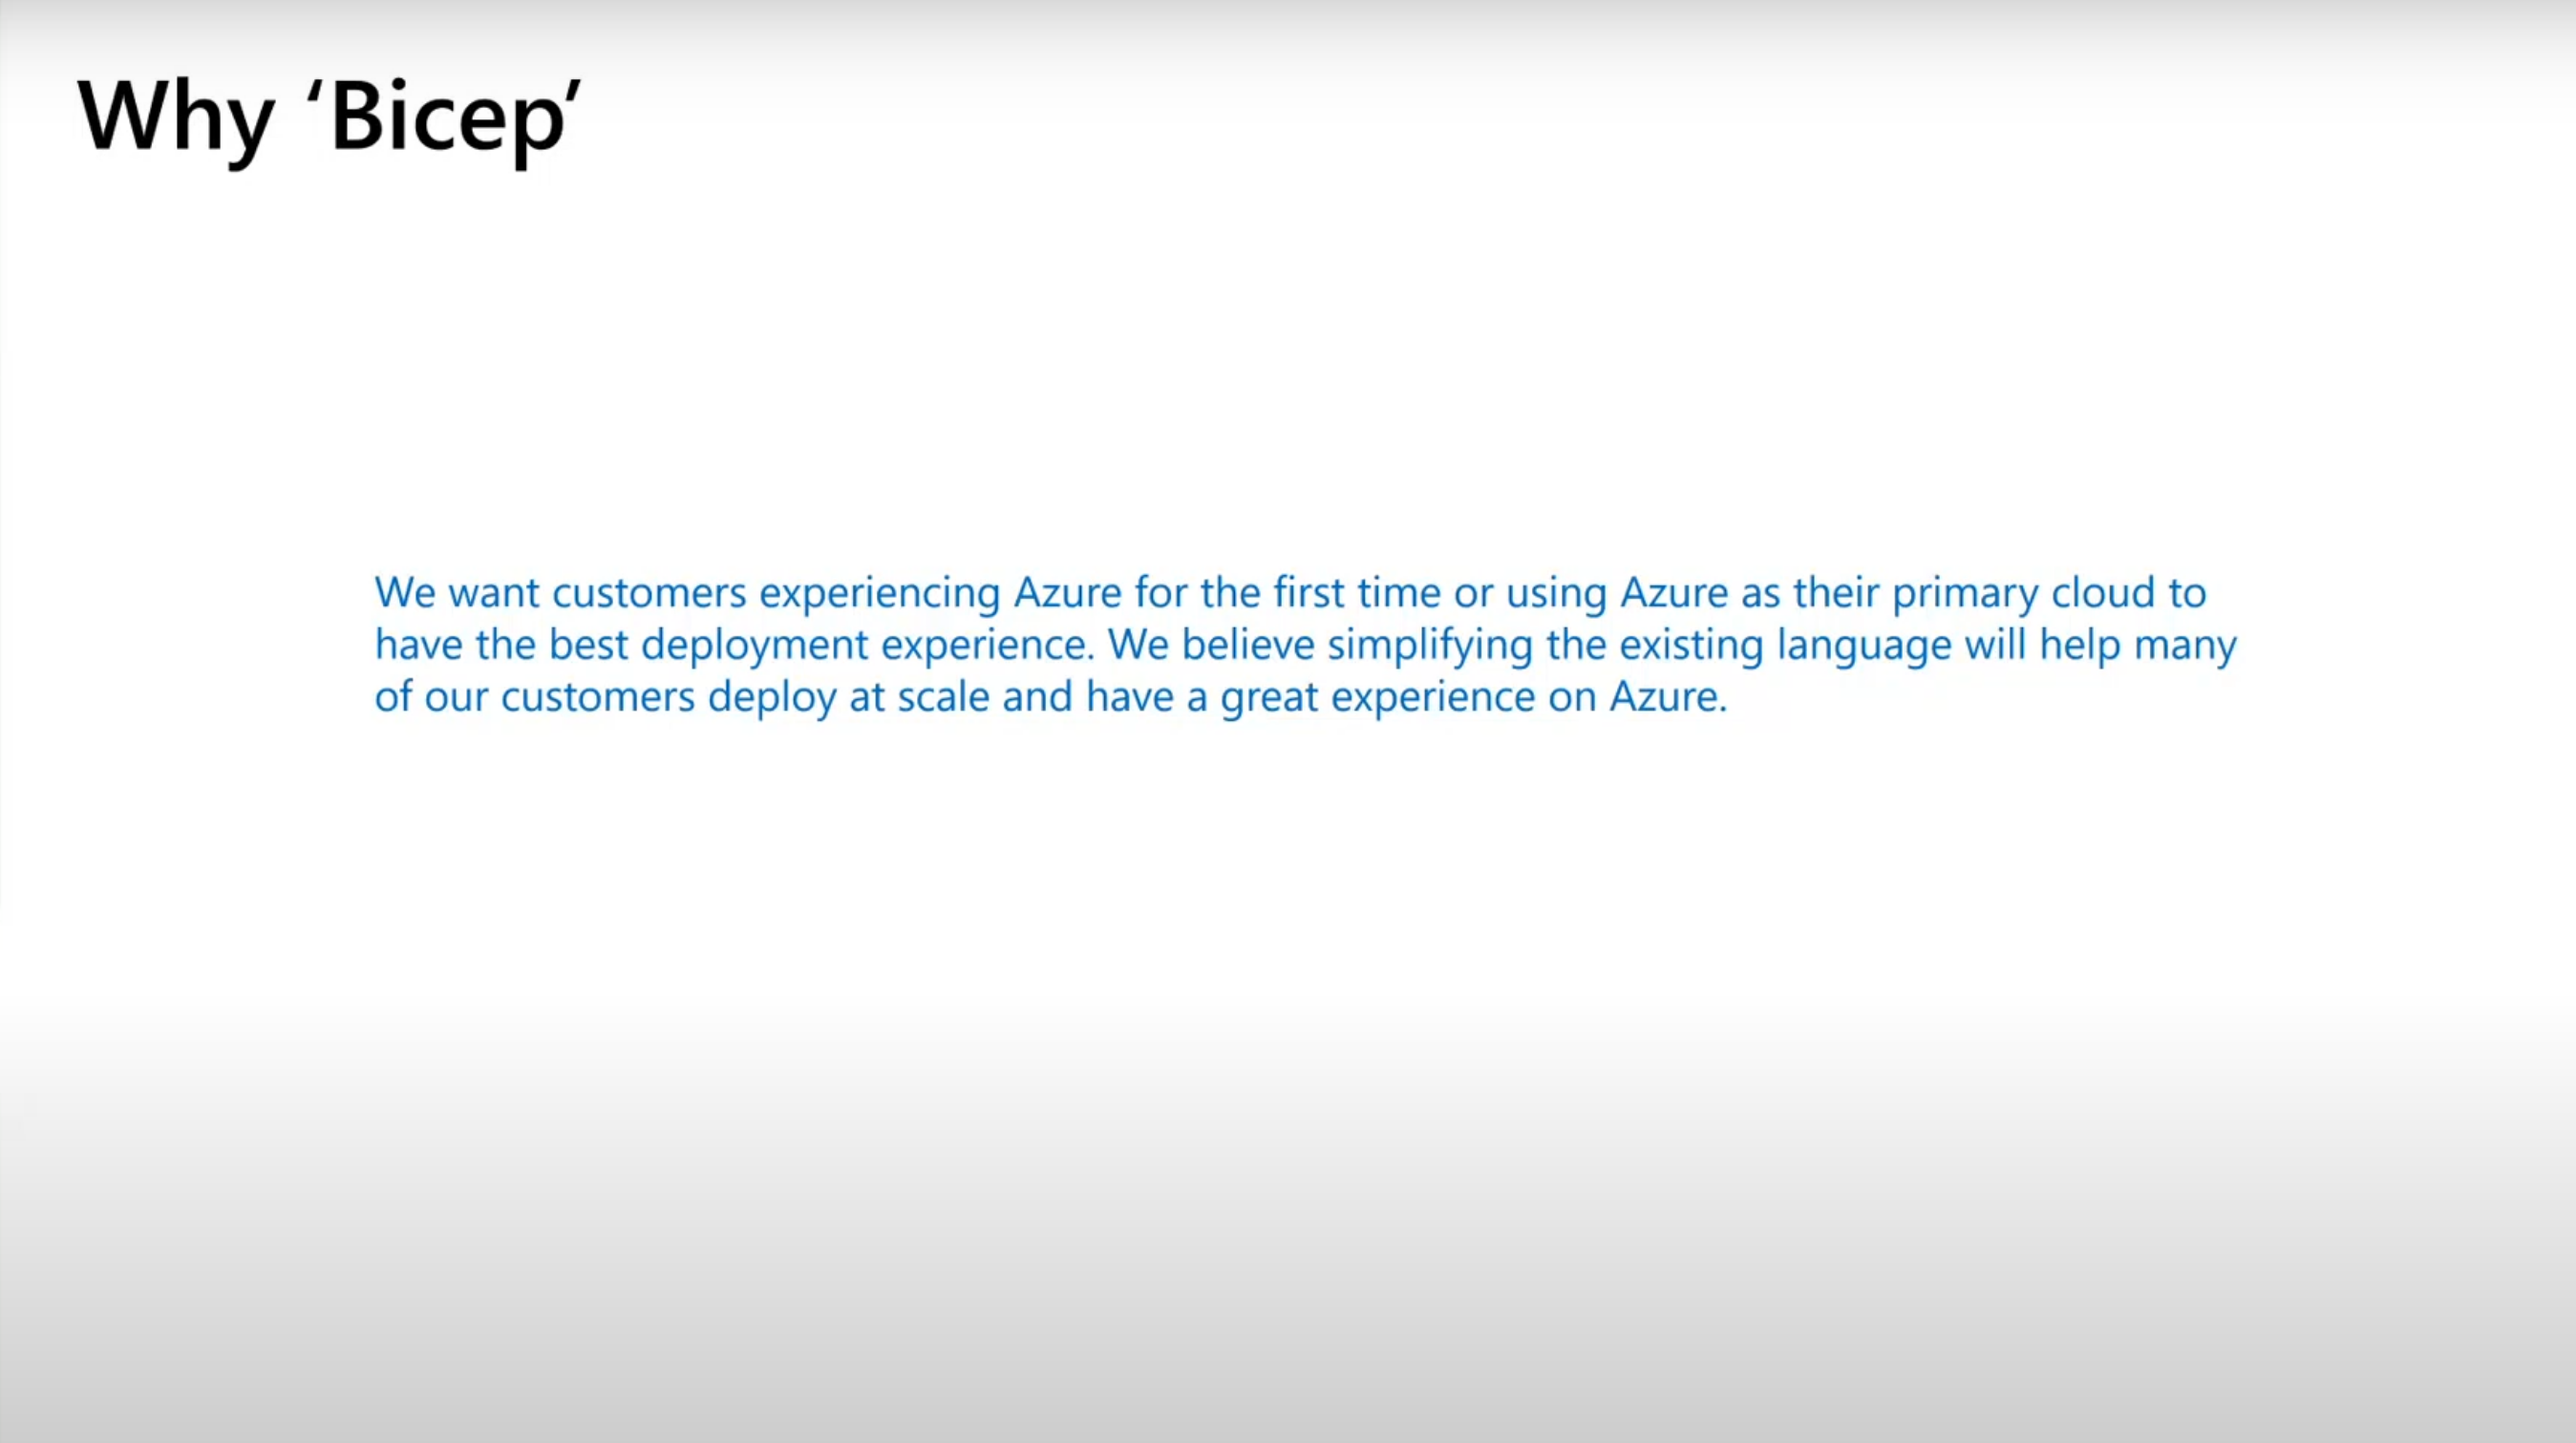 Why ‘Bicep’
We want customers experiencing Azure for the first time or using Azure as their primary cloud to
have the best deployment experience. We believe simplifying the existing language will help many
of our customers deploy at scale and have a great experience on Azure.